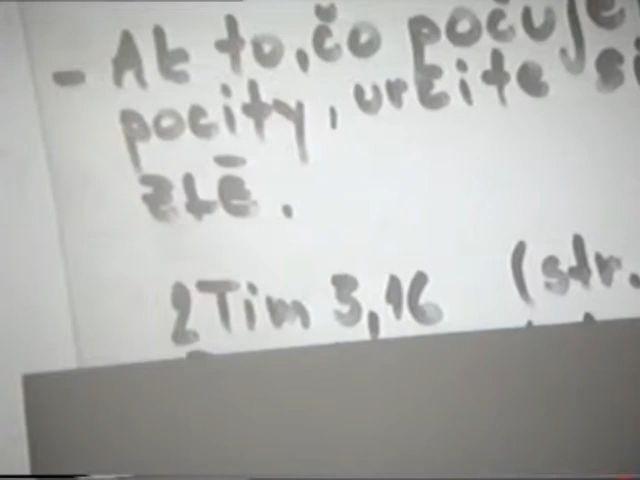 - Ak to, čo počuje
pocity, určite si
zlé.
2Tim 3,16 (str.